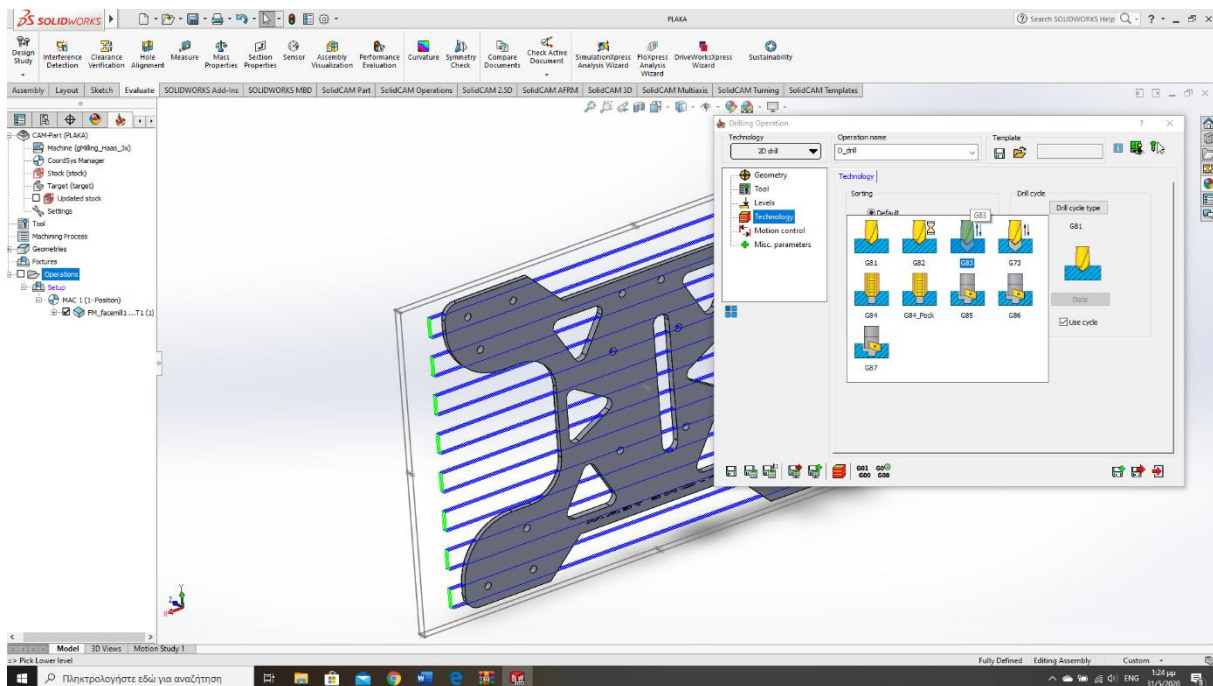 SOLIDWORKS
PLAKA
Search SOLIDWORKS Help
Design Study
Interference Detection
Clearance Verification
Hole Alignment
Measure
Mass Properties
Section Properties
Sensor
Assembly Visualization
Performance Evaluation
Curvature
Symmetry Check
Compare Documents
Check Active Document
SimulationXpress Analysis Wizard
FloXpress Analysis Wizard
DriveWorksXpress Wizard
Sustainability
Assembly Layout Sketch Evaluate SOLIDWORKS Add-Ins SOLIDWORKS MBD SolidCAM Part SolidCAM Operations SolidCAM 2.5D SolidCAM AFRM SolidCAM 3D SolidCAM Multiaxis SolidCAM Turning SolidCAM Templates
CAM-Part (PLAKA)
Machine (gMilling_Haas_3x)
CoordSys Manager
Stock (stock)
Target (target)
Updated stock
Settings
Tool
Machining Process
Geometries
Fixtures
Operations
Setup
MAC 1 (1- Position)
FM_facemill1 ...T1 (1)
Drilling Operation
Technology
2D drill
Operation name
D_drill
Template
Geometry
Tool
Levels
Technology
Motion control
Misc. parameters
Technology
Sorting
Default
G83
Drill cycle
Drill cycle type
G81
Data
Use cycle
G81 G82 G83 G73
G84 G84_Peck G85 G86
G87
G01 G00
G0 G00
Y
Z
X
Model 3D Views Motion Study 1
=> Pick Lower level
Fully Defined Editing Assembly Custom
Πληκτρολογήστε εδώ για αναζήτηση
ENG
1:24 μμ
31/5/2020